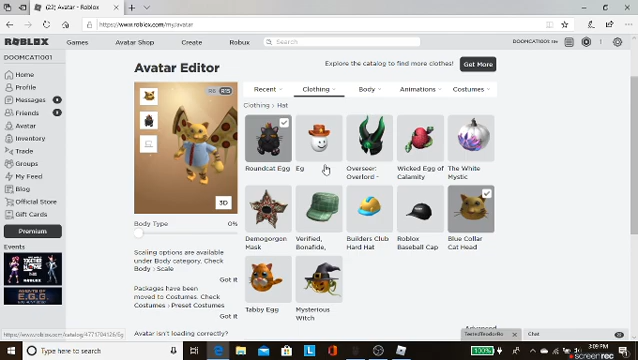 (22) Avatar - Roblox
https://www.roblox.com/my/avatar
ROBLOX
Games
Avatar Shop
Create
Robux
Search
DOOMCAT1001: 13+
Home
Profile
Messages
Friends
Avatar
Inventory
Trade
Groups
My Feed
Blog
Official Store
Gift Cards
Premium
Events
Avatar Editor
Explore the catalog to find more clothes!
Get More
Recent
Clothing
Body
Animations
Costumes
Clothing > Hat
R6
R15
3D
Roundcat Egg
Eg
Overseer:
Overlord -
Wicked Egg of
Calamity
The White
Mystic
Demogorgon
Mask
Verified,
Bonafide,
Builders Club
Hard Hat
Roblox
Baseball Cap
Blue Collar
Cat Head
Tabby Egg
Mysterious
Witch
Body Type
0%
Scaling options are
available under
Body category. Check
Body > Scale
Got it
Packages have
been moved to
Costumes. Check
Costumes > Preset Costumes
Got it
Avatar isn't loading correctly?
Advanced
Chat
Type here to search
100%
3:09 PM